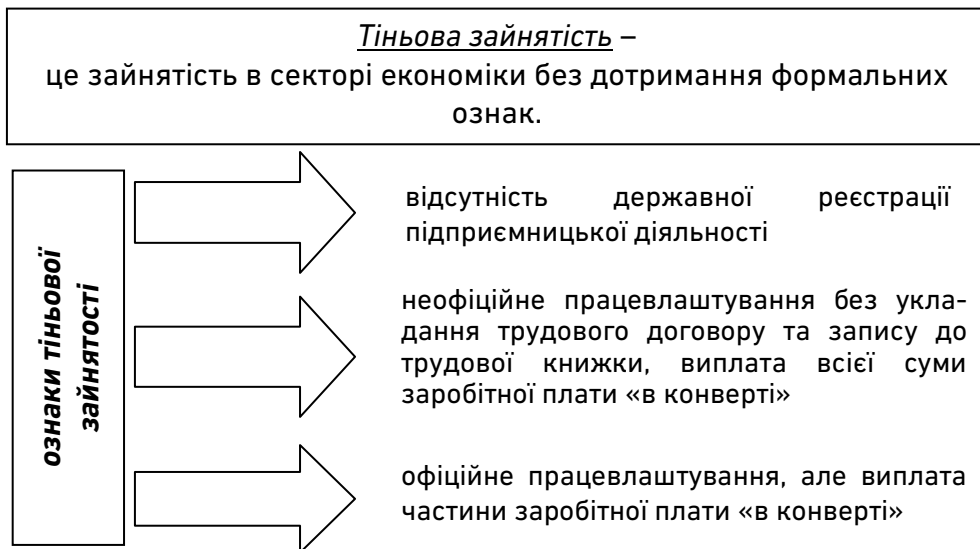 Тіньова зайнятість –
це зайнятість в секторі економіки без дотримання формальних
ознак.
ознаки тіньової
зайнятості
відсутність державної реєстрації
підприємницької діяльності
неофіційне працевлаштування без укла-
дання трудового договору та запису до
трудової книжки, виплата всієї суми
заробітної плати «в конверті»
офіційне працевлаштування, але виплата
частини заробітної плати «в конверті»